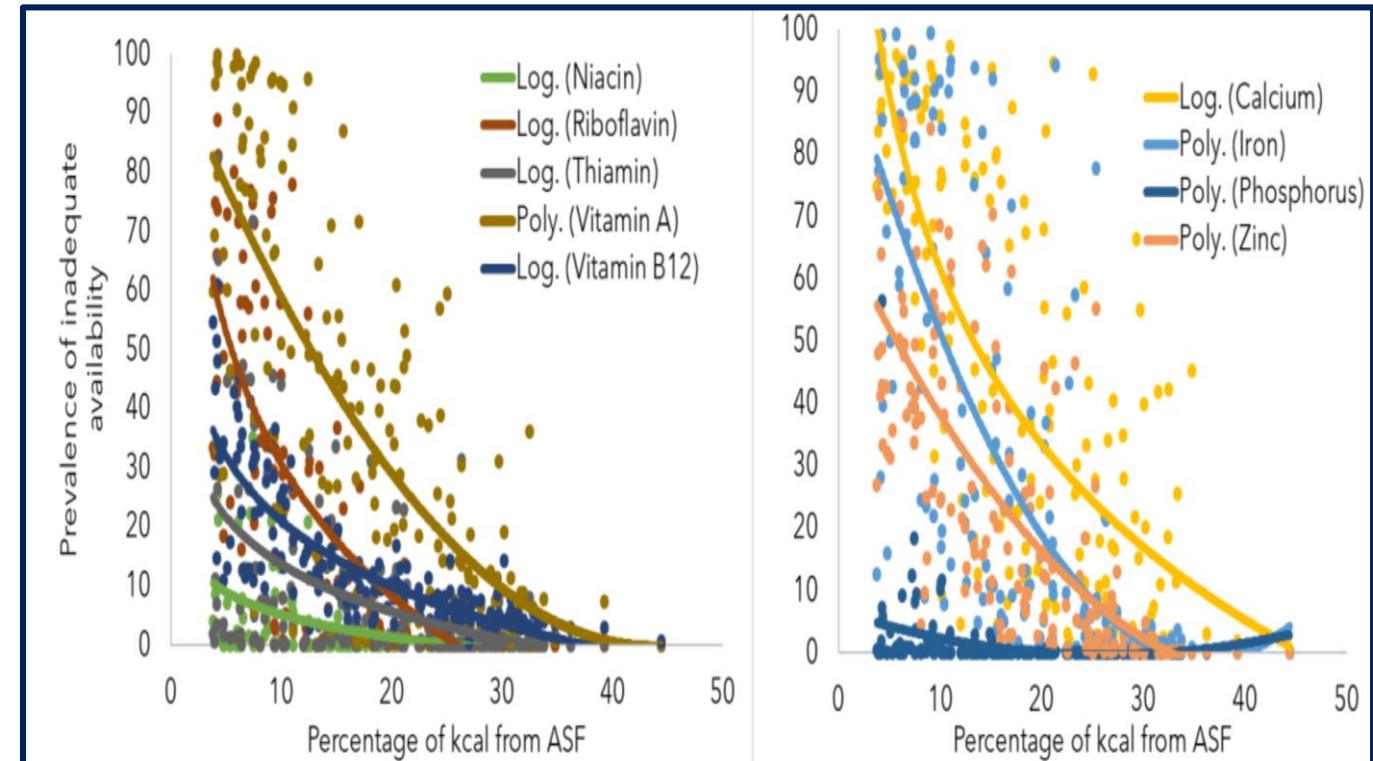 Prevalence of inadequate
availability
100
90
80
70
60
50
40
30
20
10
0
0 10 20 30 40 50
Percentage of kcal from ASF
Log. (Niacin)
Log. (Riboflavin)
Log. (Thiamin)
Poly. (Vitamin A)
Log. (Vitamin B12)
100
90
80
70
60
50
40
30
20
10
0
0 10 20 30 40 50
Percentage of kcal from ASF
Log. (Calcium)
Poly. (Iron)
Poly. (Phosphorus)
Poly. (Zinc)